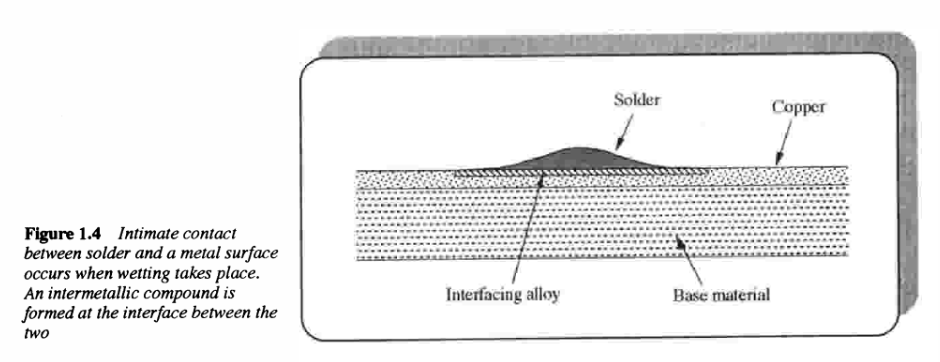 Solder
Copper
Figure 1.4 Intimate contact
between solder and a metal surface
occurs when wetting takes place.
An intermetallic compound is
formed at the interface between the
two
Interfacing alloy
Base material